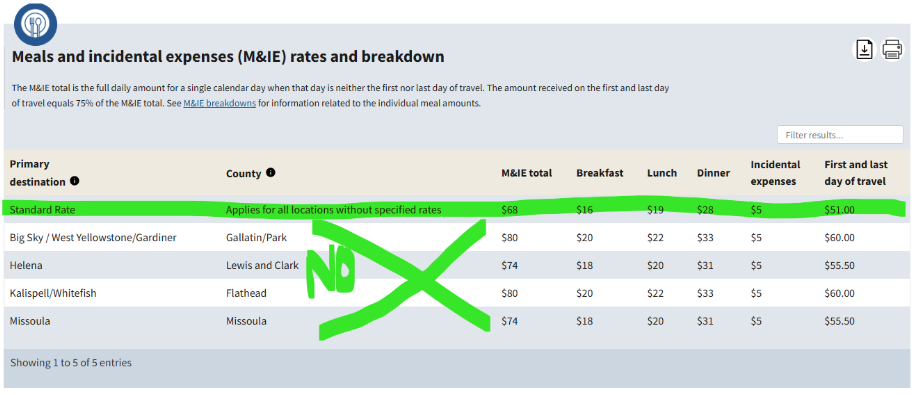 Meals and incidental expenses (M&IE) rates and breakdown
The M&IE total is the full daily amount for a single calendar day when that day is neither the first nor last day of travel. The amount received on the first and last day
of travel equals 75% of the M&IE total. See M&IE breakdowns for information related to the individual meal amounts.
Filter results...
Primary destination County M&IE total Breakfast Lunch Dinner Incidental expenses First and last day of travel
Standard Rate Applies for all locations without specified rates $68 $16 $19 $28 $5 $51.00
Big Sky / West Yellowstone/Gardiner Gallatin/Park $80 $20 $22 $33 $5 $60.00
Helena Lewis and Clark $74 $18 $20 $31 $5 $55.50
NO
Kalispell/Whitefish Flathead $80 $20 $22 $33 $5 $60.00
Missoula Missoula $74 $18 $20 $31 $5 $55.50
Showing 1 to 5 of 5 entries